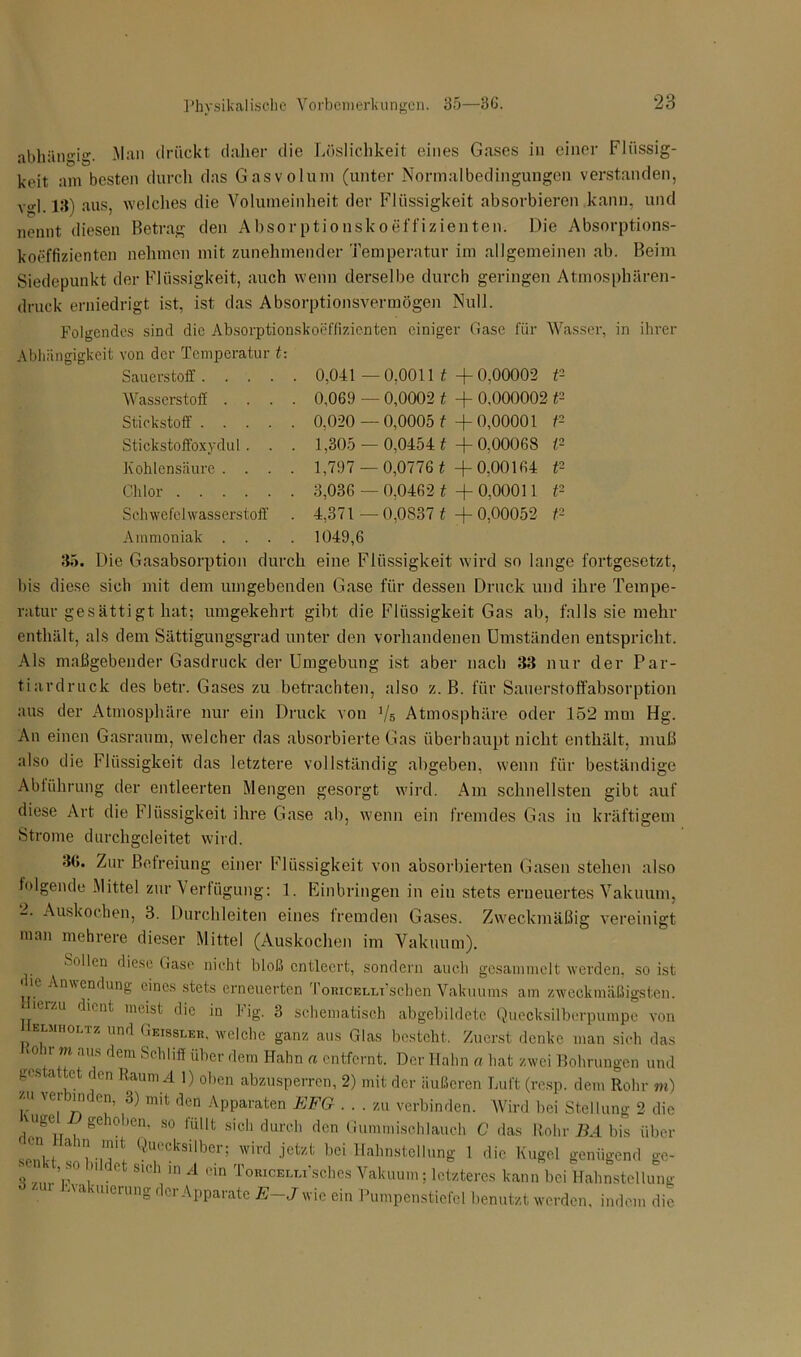 Physikalische Vorbemerkungen. 35—36. 23
abhängig. Man drückt daher die Löslichkeit eines Gases in einer Flüssig-
keit am besten durch das Gasvolum (unter Normalbedingungen verstanden,
vgl. 13) aus, welches die Volumeinheit der Flüssigkeit absorbieren kann, und
nennt diesen Betrag den Absorptionskoëffizienten. Die Absorptions-
koëffizienten nehmen mit zunehmender Temperatur im allgemeinen ab. Beim
Siedepunkt der Flüssigkeit, auch wenn derselbe durch geringen Atmosphären-
druck erniedrigt ist, ist das Absorptionsvermögen Null.
Folgendes sind die Absorptionskoëffizienten einiger Gase für Wasser, in ihrer
Abhängigkeit von der Temperatur t:
Sauerstoff . . . . . 0,041 — 0,0011 t + 0,00002 t²
Wasserstoff . . . . 0,069 — 0,0002 t + 0,000002 t²
Stickstoff . . . . . 0,020 — 0,0005 t + 0,00001 t²
Stickstoffoxydul . . . 1,305 — 0,0454 t + 0,00068 t²
Kohlensäure . . . . 1,797 — 0,0776 t + 0,00164 t²
Chlor . . . . . . 3,036 — 0,0462 t + 0,00011 t²
Schwefelwasserstoff . 4,371 — 0,0837 t + 0,00052 t²
Ammoniak . . . . 1049,6
35. Die Gasabsorption durch eine Flüssigkeit wird so lange fortgesetzt,
bis diese sich mit dem umgebenden Gase für dessen Druck und ihre Tempe-
ratur gesättigt hat; umgekehrt gibt die Flüssigkeit Gas ab, falls sie mehr
enthält, als dem Sättigungsgrad unter den vorhandenen Umständen entspricht.
Als maßgebender Gasdruck der Umgebung ist aber nach 33 nur der Par-
tiardruck des betr. Gases zu betrachten, also z. B. für Sauerstoffabsorption
aus der Atmosphäre nur ein Druck von ¹/₅ Atmosphäre oder 152 mm Hg.
An einen Gasraum, welcher das absorbierte Gas überhaupt nicht enthält, muß
also die Flüssigkeit das letztere vollständig abgeben, wenn für beständige
Abführung der entleerten Mengen gesorgt wird. Am schnellsten gibt auf
diese Art die Flüssigkeit ihre Gase ab, wenn ein fremdes Gas in kräftigem
Strome durchgeleitet wird.
36. Zur Befreiung einer Flüssigkeit von absorbierten Gasen stehen also
folgende Mittel zur Verfügung: 1. Einbringen in ein stets erneuertes Vakuum,
2. Auskochen, 3. Durchleiten eines fremden Gases. Zweckmäßig vereinigt
man mehrere dieser Mittel (Auskochen im Vakuum).
Sollen diese Gase nicht bloß entleert, sondern auch gesammelt werden, so ist
die Anwendung eines stets erneuerten Toricelli'schen Vakuums am zweckmäßigsten.
Hierzu dient meist die in Fig. 3 schematisch abgebildete Quecksilberpumpe von
Helmholtz und Geissler, welche ganz aus Glas besteht. Zuerst denke man sich das
Rohr m aus dem Schliff über dem Hahn a entfernt. Der Hahn a hat zwei Bohrungen und
gestattet den Raum A 1) oben abzusperren, 2) mit der äußeren Luft (resp. dem Rohr m)
zu verbinden, 3) mit den Apparaten EFG . . . zu verbinden. Wird bei Stellung 2 die
Kugel D gehoben, so füllt sich durch den Gummischlauch C das Rohr BA bis über
den Hahn mit Quecksilber; wird jetzt bei Hahnstellung 1 die Kugel genügend ge-
senkt, so bildet sich in A ein Toricelli'sches Vakuum; letzteres kann bei Hahnstellung
3 zur Evakuierung der Apparate E—J wie ein Pumpenstiefel benutzt werden, indem die